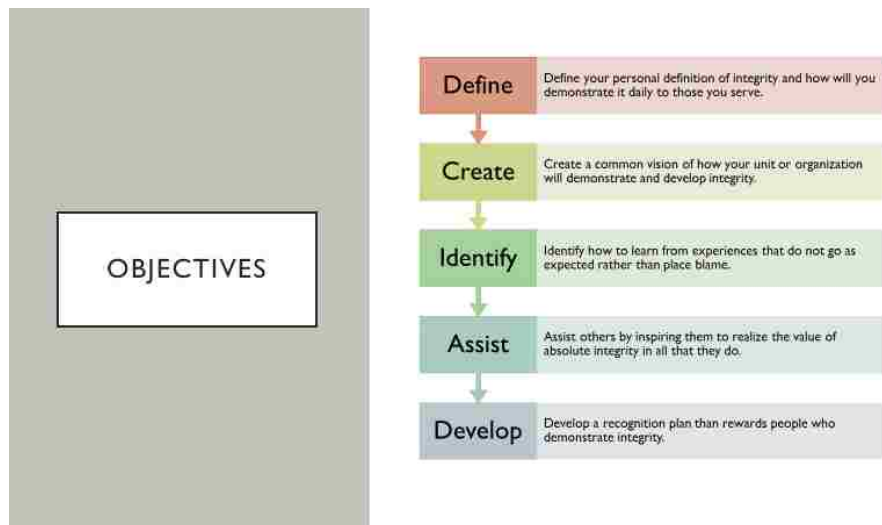 OBJECTIVES
Define
Define your personal definition of integrity and how will you
demonstrate it daily to those you serve.
Create
Create a common vision of how your unit or organization
will demonstrate and develop integrity.
Identify
Identify how to learn from experiences that do not go as
expected rather than place blame.
Assist
Assist others by inspiring them to realize the value of
absolute integrity in all that they do.
Develop
Develop a recognition plan than rewards people who
demonstrate integrity.